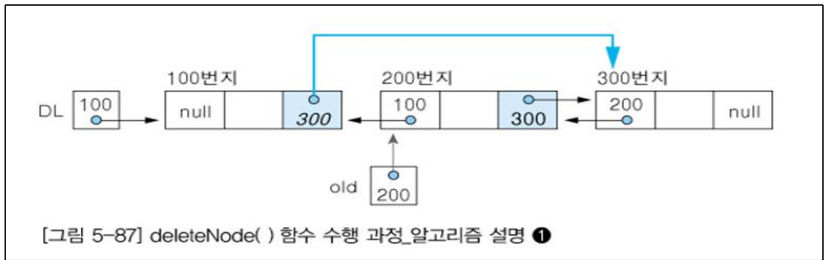 100번지 200번지 300번지
DL 100 null 300 100 300 200 null
old 200
[그림 5-87] deleteNode( ) 함수 수행 과정_알고리즘 설명 ❶